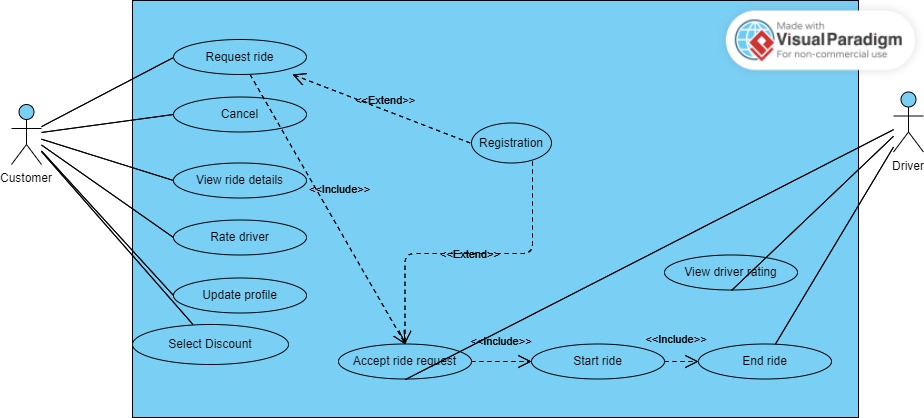 Made with
Visual Paradigm
For non-commercial use
Request ride
<<Extend>>
Cancel
Registration
Customer
Driver
View ride details
<<Include>>
Rate driver
<<Extend>>
View driver rating
Update profile
Select Discount
<<Include>>
<<Include>>
Accept ride request
Start ride
End ride